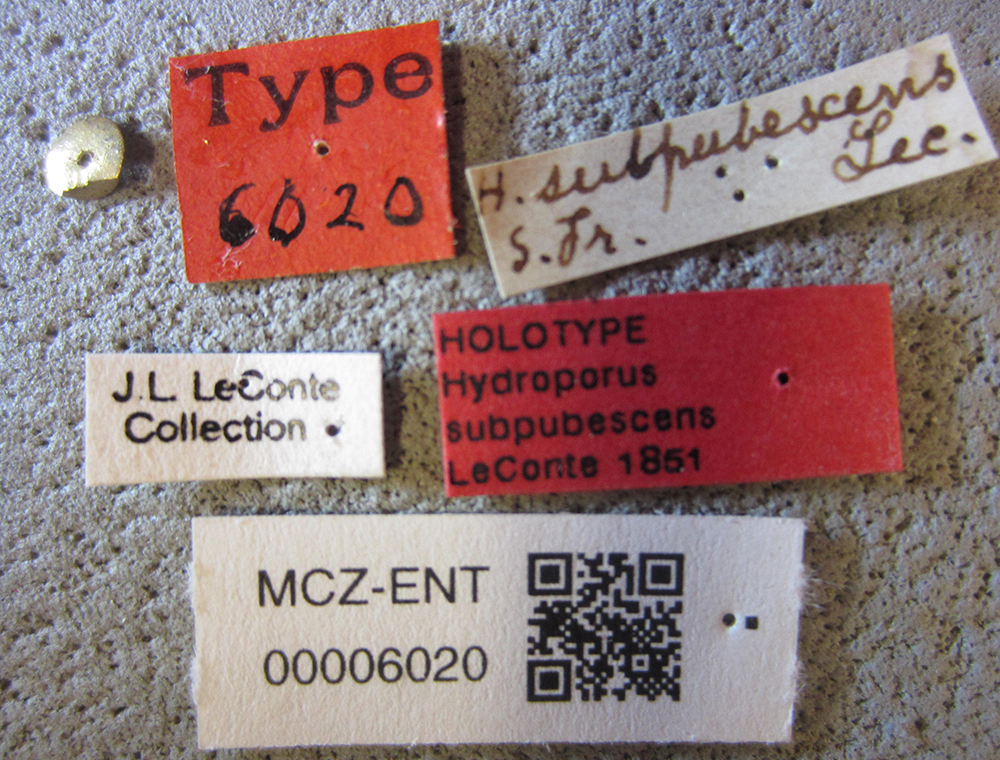 Type
6020
H. subpubescens
Lec.
S. Fr.
J.L. LeConte
Collection
HOLOTYPE
Hydroporus
subpubescens
LeConte 1851
MCZ-ENT
00006020